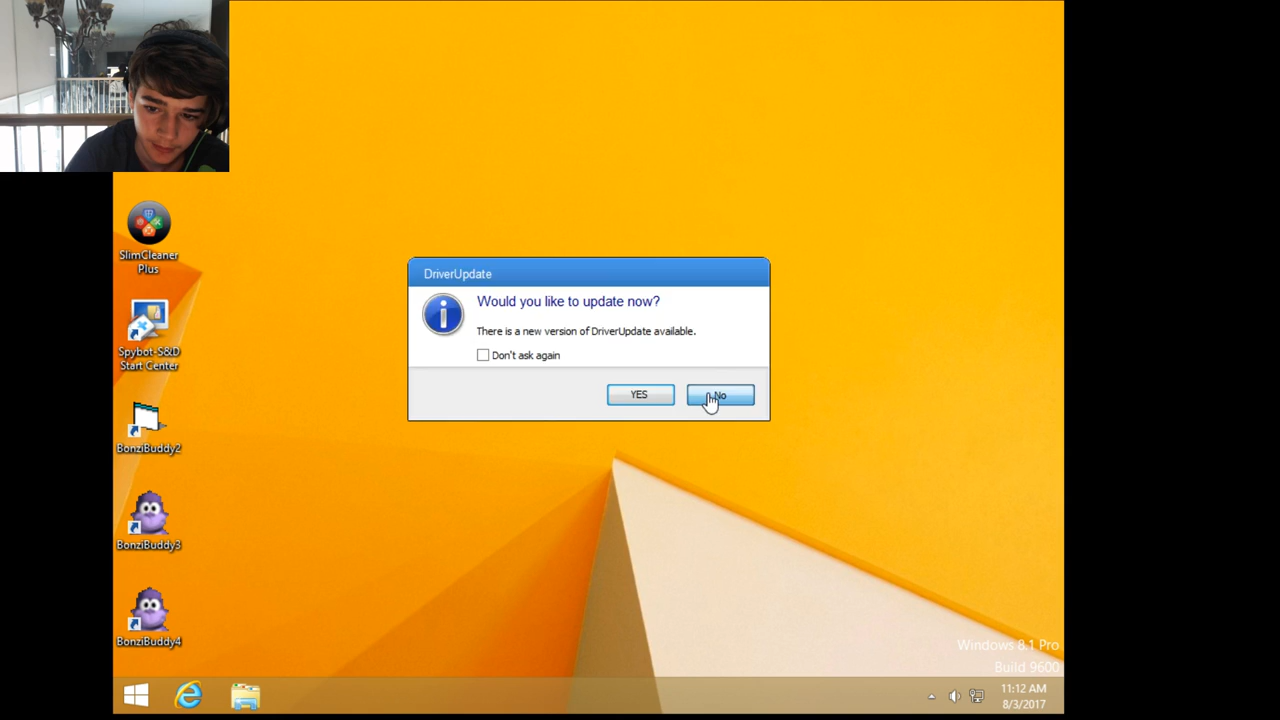 SlimCleaner
Plus
Spybot-S&D
Start Center
BonziBuddy2
BonziBuddy3
BonziBuddy4
DriverUpdate
Would you like to update now?
There is a new version of DriverUpdate available.
Don't ask again
YES
No
Windows 8.1 Pro
Build 9600
11:12 AM
8/3/2017